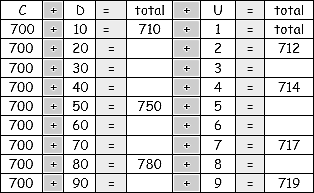 C + D = total + U = total
700 + 10 = 710 + 1 = total
700 + 20 = + 2 = 712
700 + 30 = + 3 =
700 + 40 = + 4 = 714
700 + 50 = 750 + 5 =
700 + 60 = + 6 =
700 + 70 = + 7 = 717
700 + 80 = 780 + 8 =
700 + 90 = + 9 = 719